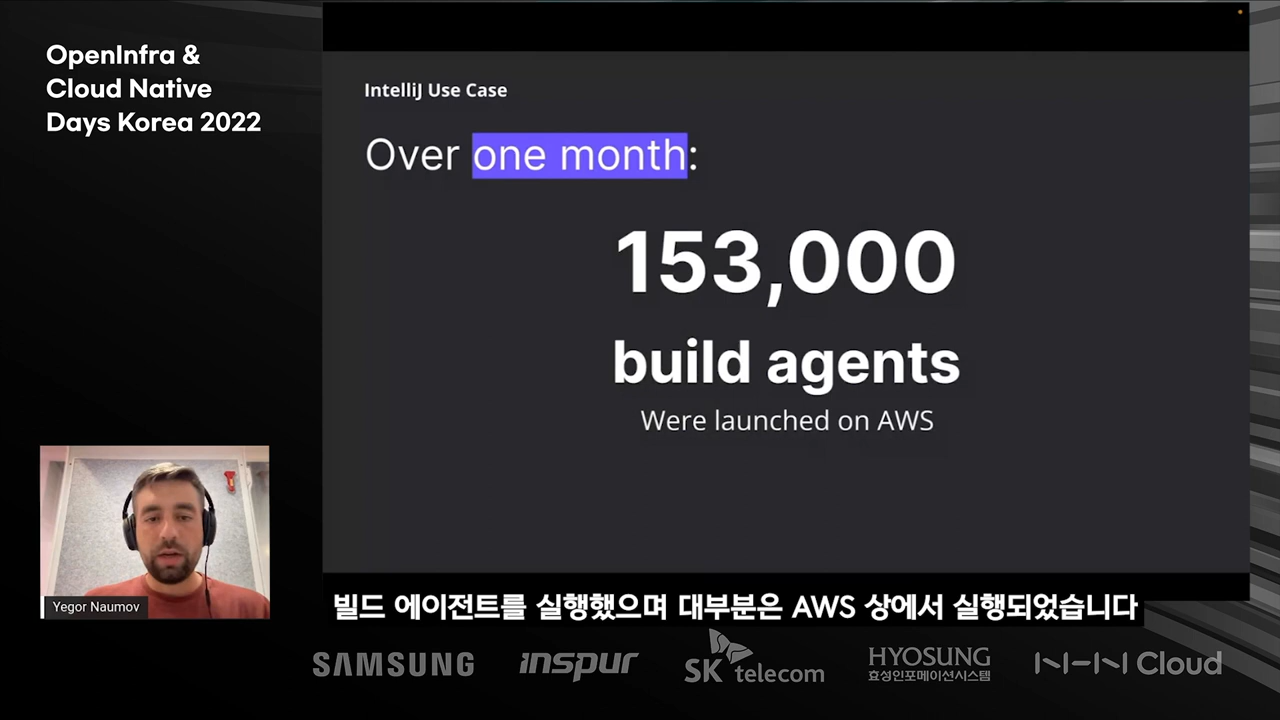 OpenInfra &
Cloud Native
Days Korea 2022
IntelliJ Use Case
Over one month:
153,000
build agents
Were launched on AWS
Yegor Naumov
빌드 에이전트를 실행했으며 대부분은 AWS 상에서 실행되었습니다
SAMSUNG
inspur
SK telecom
HYOSUNG
효성인포메이션시스템
NHN Cloud